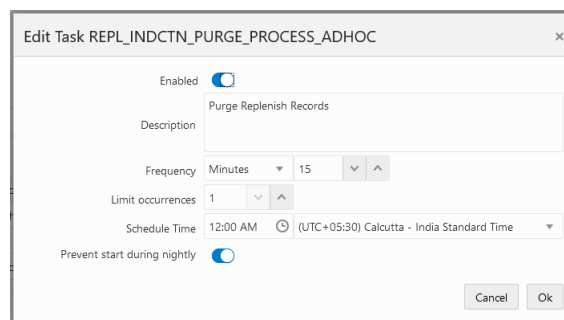 Edit Task REPL_INDCTN_PURGE_PROCESS_ADHOC ×
Enabled
Description Purge Replenish Records
Frequency Minutes 15
Limit occurrences 1
Schedule Time 12:00 AM (UTC+05:30) Calcutta - India Standard Time
Prevent start during nightly
Cancel Ok